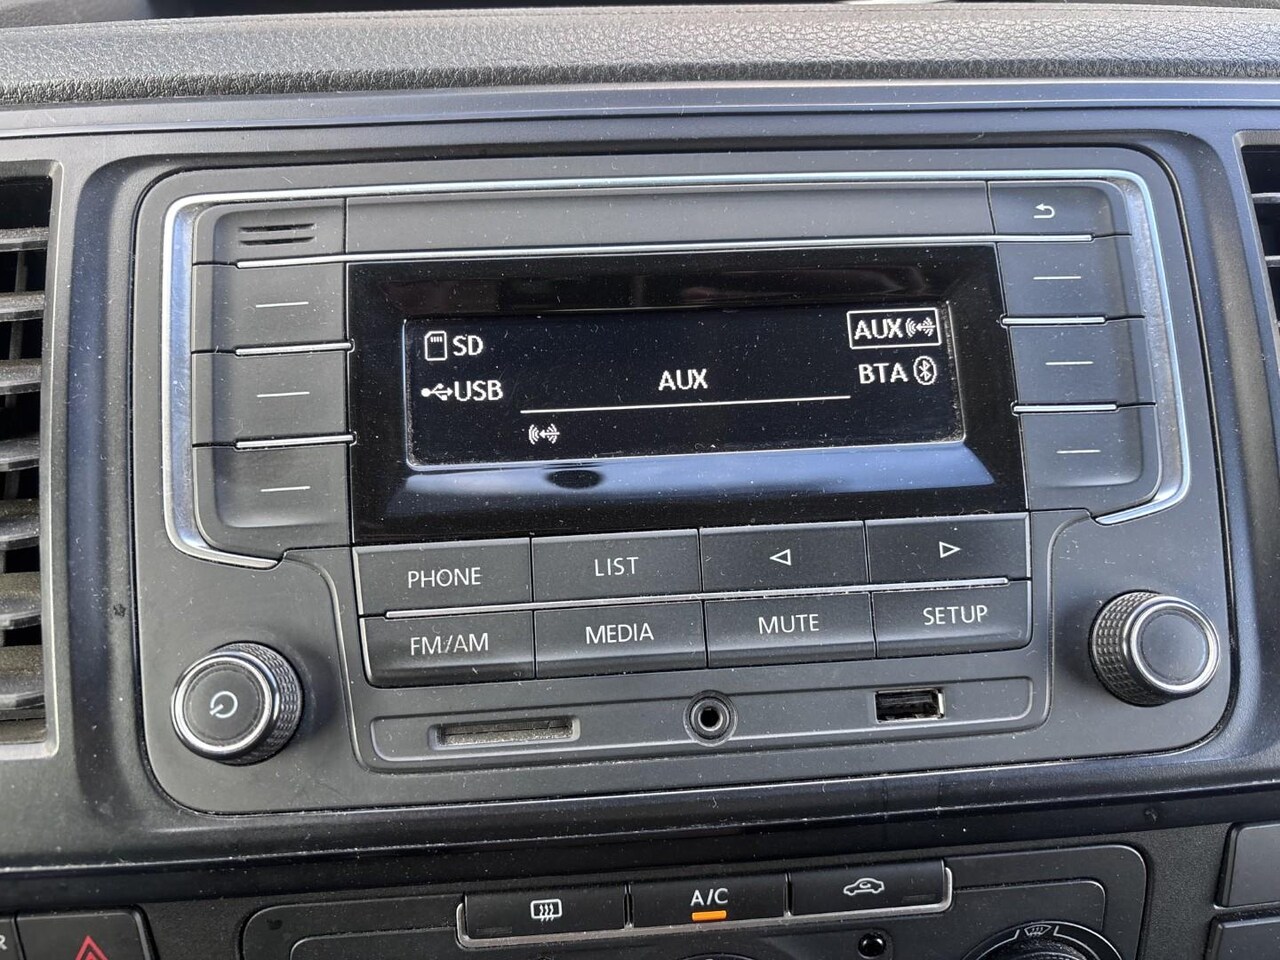 SD
AUX
USB
AUX
BTA
PHONE
LIST
FM/AM
MEDIA
MUTE
SETUP
A/C